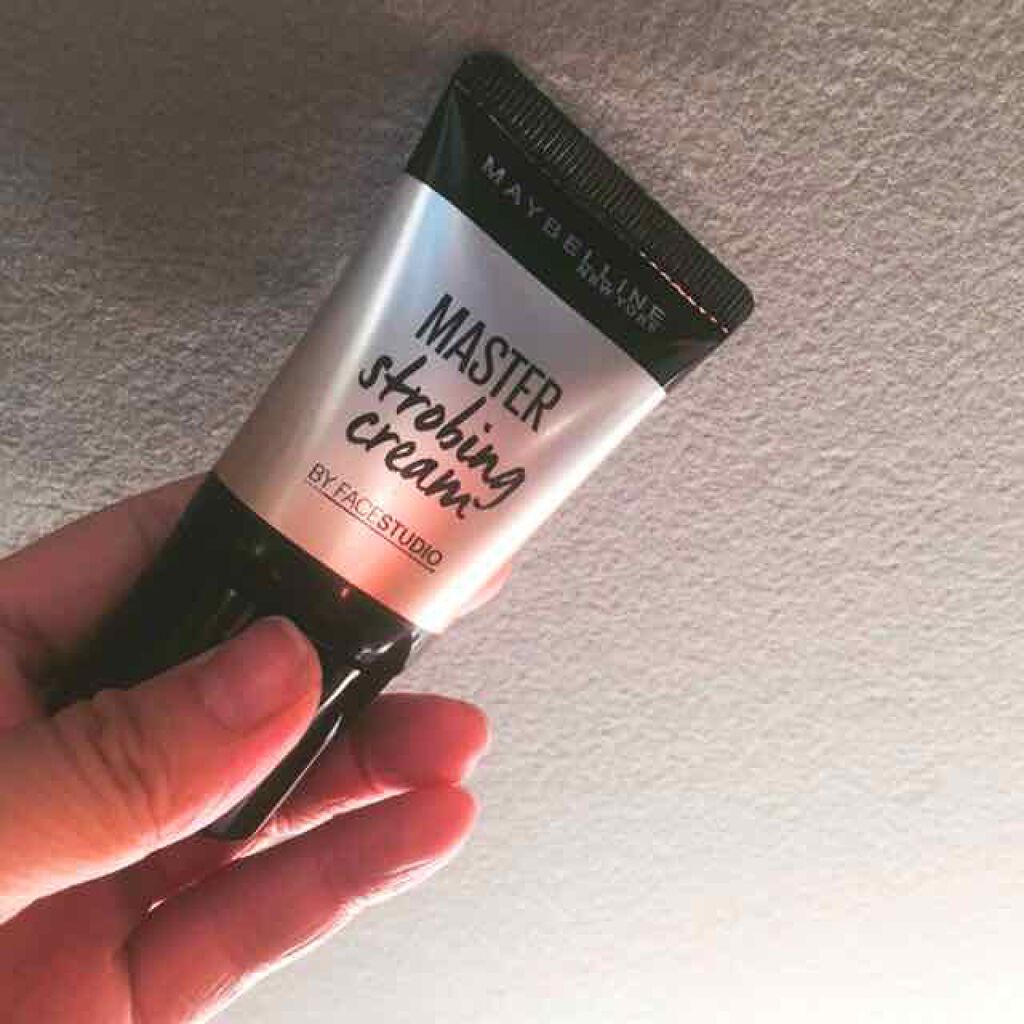 MAYBELLINE
NEW YORK
MASTER
strobing
cream
BY FACESTUDIO